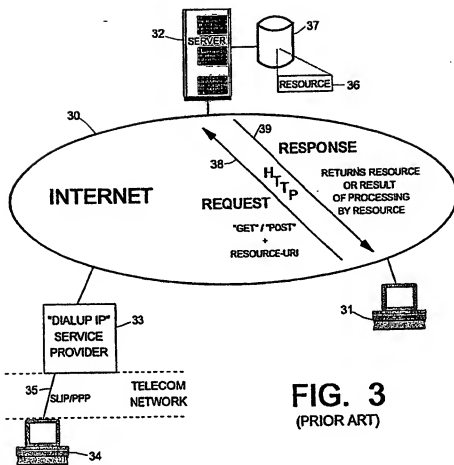 32
SERVER
37
RESOURCE
36
30
39
38
RESPONSE
INTERNET
HTTP
RETURNS RESOURCE
OR RESULT
OF PROCESSING
BY RESOURCE
REQUEST
"GET" / "POST"
+
RESOURCE-URI
31
"DIALUP IP"
SERVICE
PROVIDER
33
35
SLIP/PPP
TELECOM
NETWORK
34
FIG. 3
(PRIOR ART)